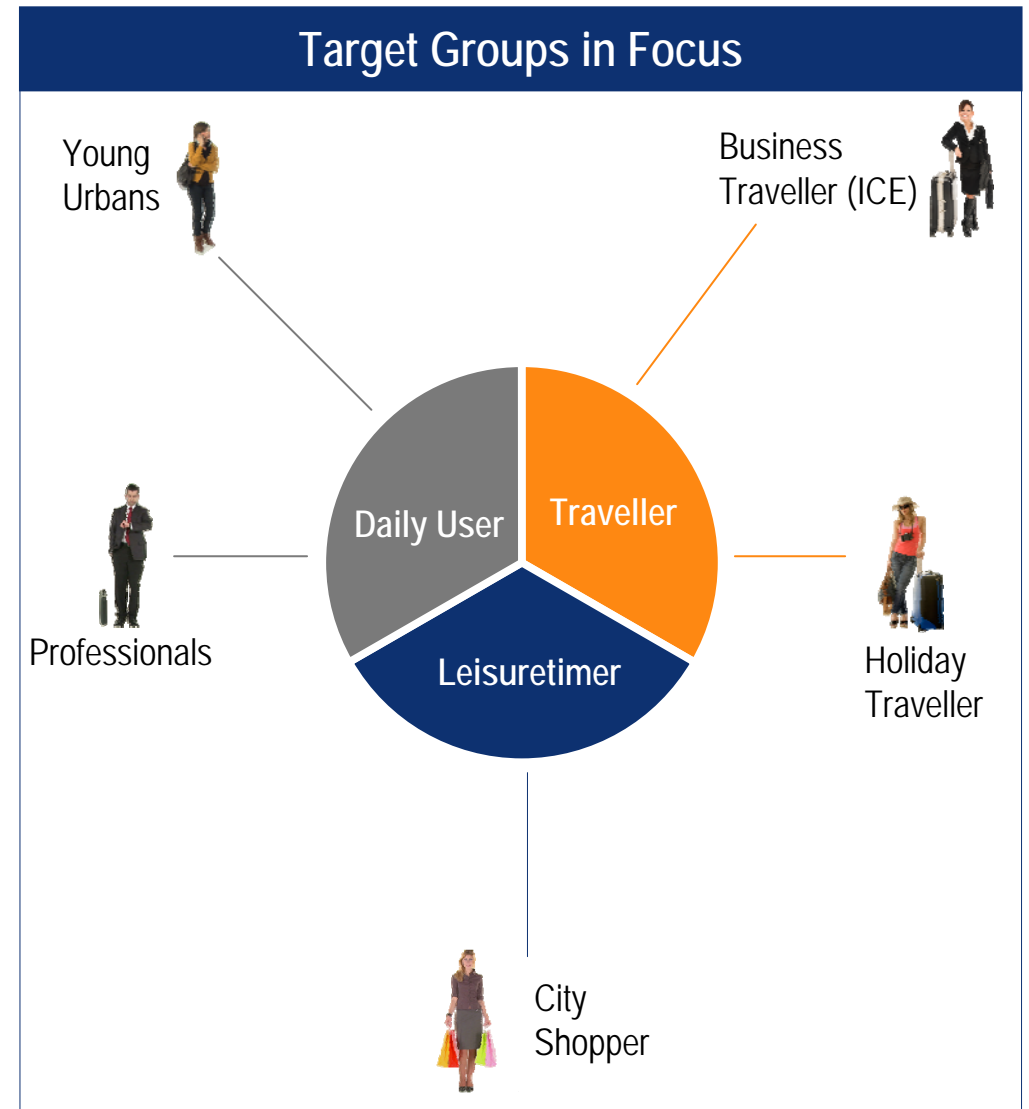 Target Groups in Focus
Young
Urbans
Business
Traveller (ICE)
Daily User
Traveller
Professionals
Leisuretimer
Holiday
Traveller
City
Shopper